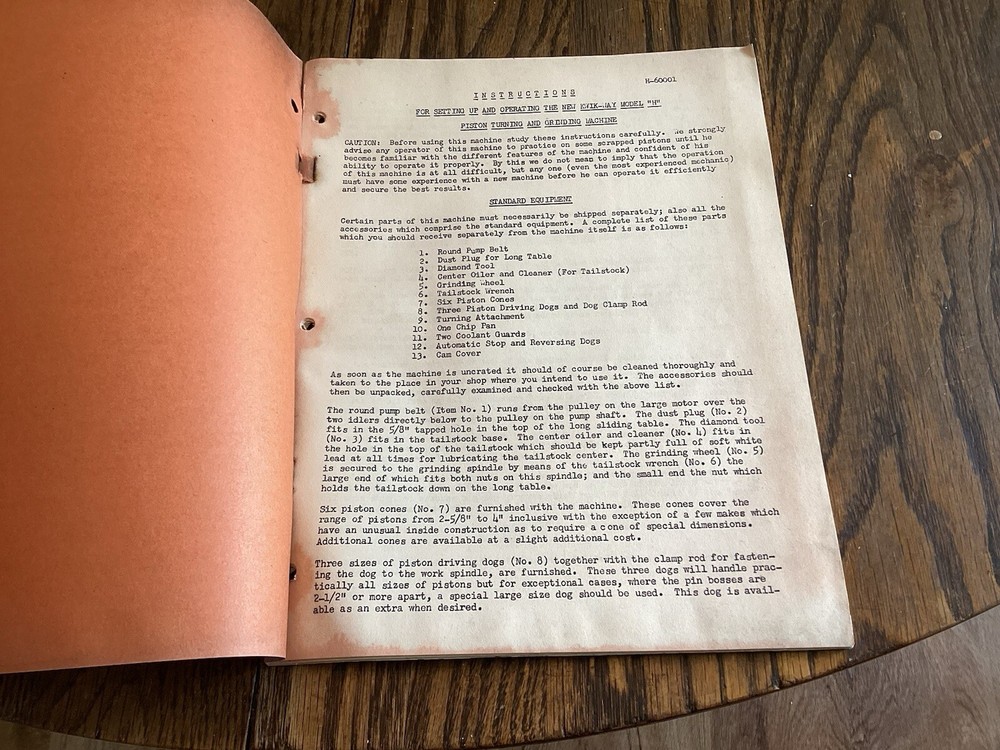 H-60001
INSTRUCTIONS
FOR SETTING UP AND OPERATING THE NEW KWIK-WAY MODEL "H"
PISTON TURNING AND GRINDING MACHINE
CAUTION: Before using this machine study these instructions carefully. We strongly
advise any operator of this machine to practice on some scrapped pistons until he
becomes familiar with the different features of the machine and confident of his
ability to operate it properly. By this we do not mean to imply that the operation
of this machine is at all difficult, but any one (even the most experienced mechanic)
must have some experience with a new machine before he can operate it efficiently
and secure the best results.
STANDARD EQUIPMENT
Certain parts of this machine must necessarily be shipped separately; also all the
accessories which comprise the standard equipment. A complete list of these parts
which you should receive separately from the machine itself is as follows:
1. Round Pump Belt
2. Dust Plug for Long Table
3. Diamond Tool
4. Center Oiler and Cleaner (For Tailstock)
5. Grinding Wheel
6. Tailstock Wrench
7. Six Piston Cones
8. Three Piston Driving Dogs and Dog Clamp Rod
9. Turning Attachment
10. One Chip Pan
11. Two Coolant Guards
12. Automatic Stop and Reversing Dogs
13. Cam Cover
As soon as the machine is uncrated it should of course be cleaned thoroughly and
taken to the place in your shop where you intend to use it. The accessories should
then be unpacked, carefully examined and checked with the above list.
The round pump belt (Item No. 1) runs from the pulley on the large motor over the
two idlers directly below to the pulley on the pump shaft. The dust plug (No. 2)
fits in the 5/8" tapped hole in the top of the long sliding table. The diamond tool
(No. 3) fits in the tailstock base. The center oiler and cleaner (No. 4) fits in
the hole in the top of the tailstock which should be kept partly full of soft white
lead at all times for lubricating the tailstock center. The grinding wheel (No. 5)
is secured to the grinding spindle by means of the tailstock wrench (No. 6) the
large end of which fits both nuts on this spindle; and the small end the nut which
holds the tailstock down on the long table.
Six piston cones (No. 7) are furnished with the machine. These cones cover the
range of pistons from 2-5/8" to 4" inclusive with the exception of a few makes which
have an unusual inside construction as to require a cone of special dimensions.
Additional cones are available at a slight additional cost.
Three sizes of piston driving dogs (No. 8) together with the clamp rod for fasten-
ing the dog to the work spindle, are furnished. These three dogs will handle prac-
tically all sizes of pistons but for exceptional cases, where the pin bosses are
2-1/2" or more apart, a special large size dog should be used. This dog is avail-
able as an extra when desired.